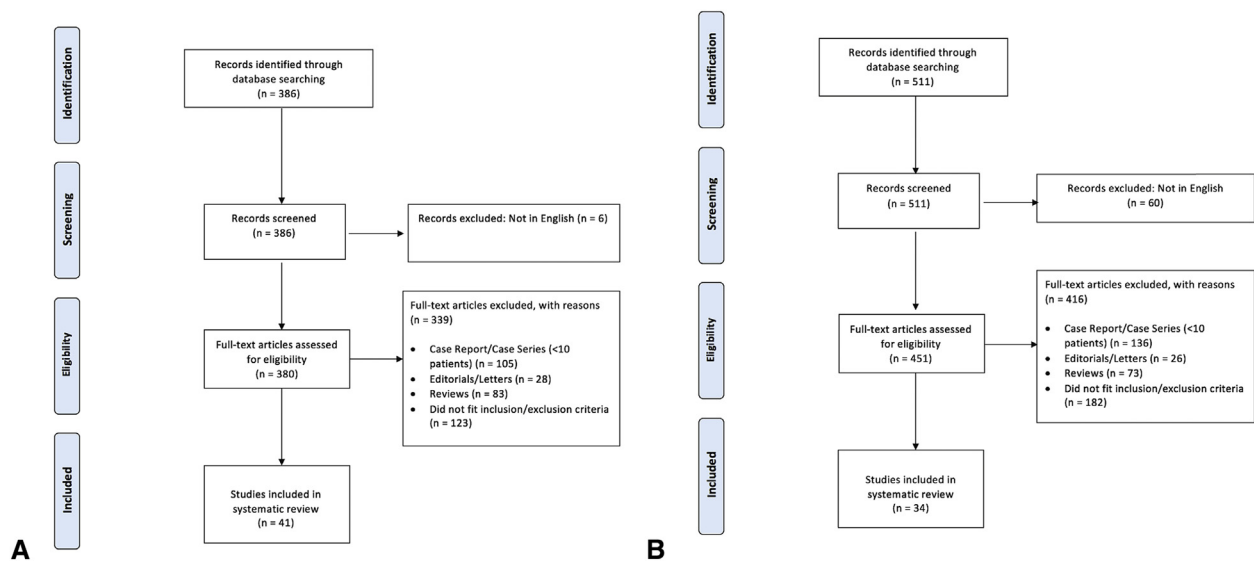 Identification
Records identified through
database searching
(n = 386)
Screening
Records screened
(n = 386)
Records excluded: Not in English (n = 6)
Eligibility
Full-text articles assessed
for eligibility
(n = 380)
Full-text articles excluded, with reasons
(n = 339)
• Case Report/Case Series (<10
patients) (n = 105)
• Editorials/Letters (n = 28)
• Reviews (n = 83)
• Did not fit inclusion/exclusion criteria
(n = 123)
Included
Studies included in
systematic review
(n = 41)
A
Identification
Records identified through
database searching
(n = 511)
Screening
Records screened
(n = 511)
Records excluded: Not in English
(n = 60)
Eligibility
Full-text articles assessed
for eligibility
(n = 451)
Full-text articles excluded, with reasons
(n = 416)
• Case Report/Case Series (<10
patients) (n = 136)
• Editorials/Letters (n = 26)
• Reviews (n = 73)
• Did not fit inclusion/exclusion criteria
(n = 182)
Included
Studies included in
systematic review
(n = 34)
B